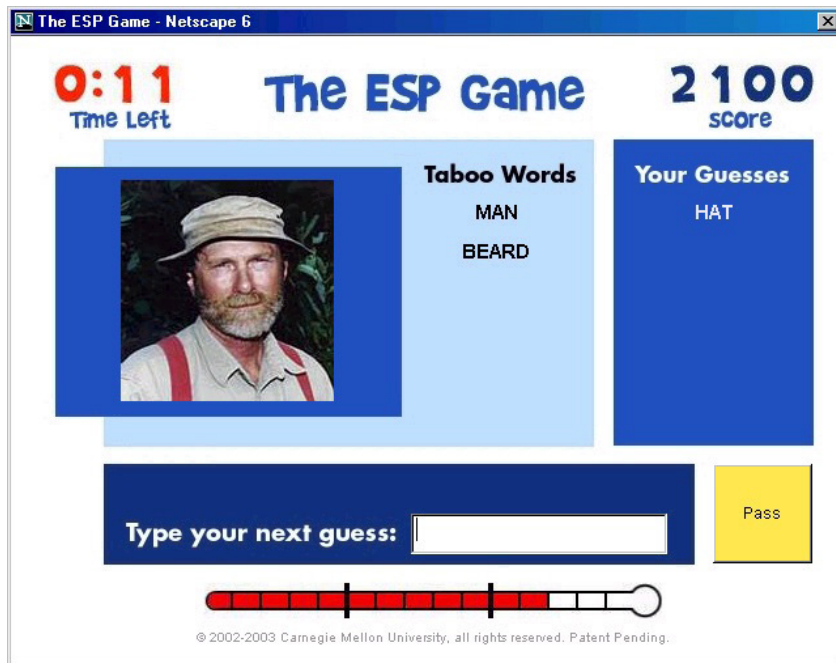 The ESP Game - Netscape 6
0:11
Time Left
The ESP Game
2100
score
Taboo Words
MAN
BEARD
Your Guesses
HAT
Type your next guess:
Pass
© 2002-2003 Carnegie Mellon University, all rights reserved. Patent Pending.